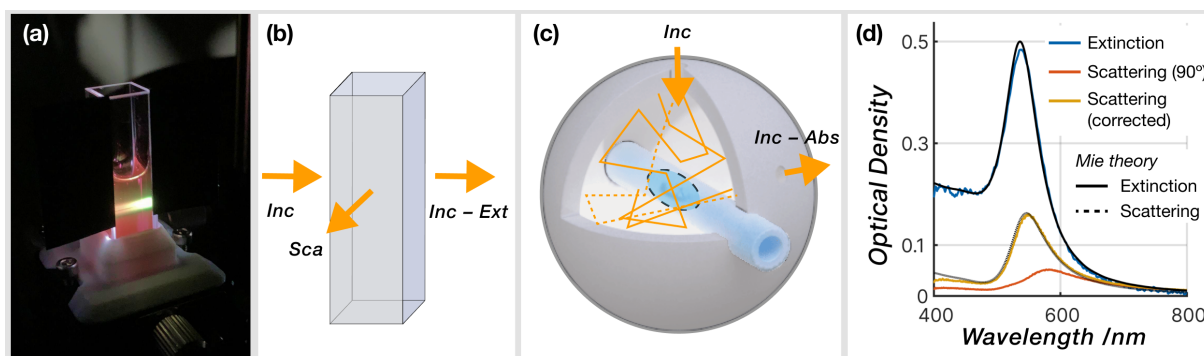 (a)
(b)
Inc
Sca
Inc – Ext
(c)
Inc
Inc – Abs
(d)
Optical Density
0.5
0.3
0.1
0
400
600
800
Wavelength /nm
Extinction
Scattering (90º)
Scattering
(corrected)
Mie theory
Extinction
Scattering